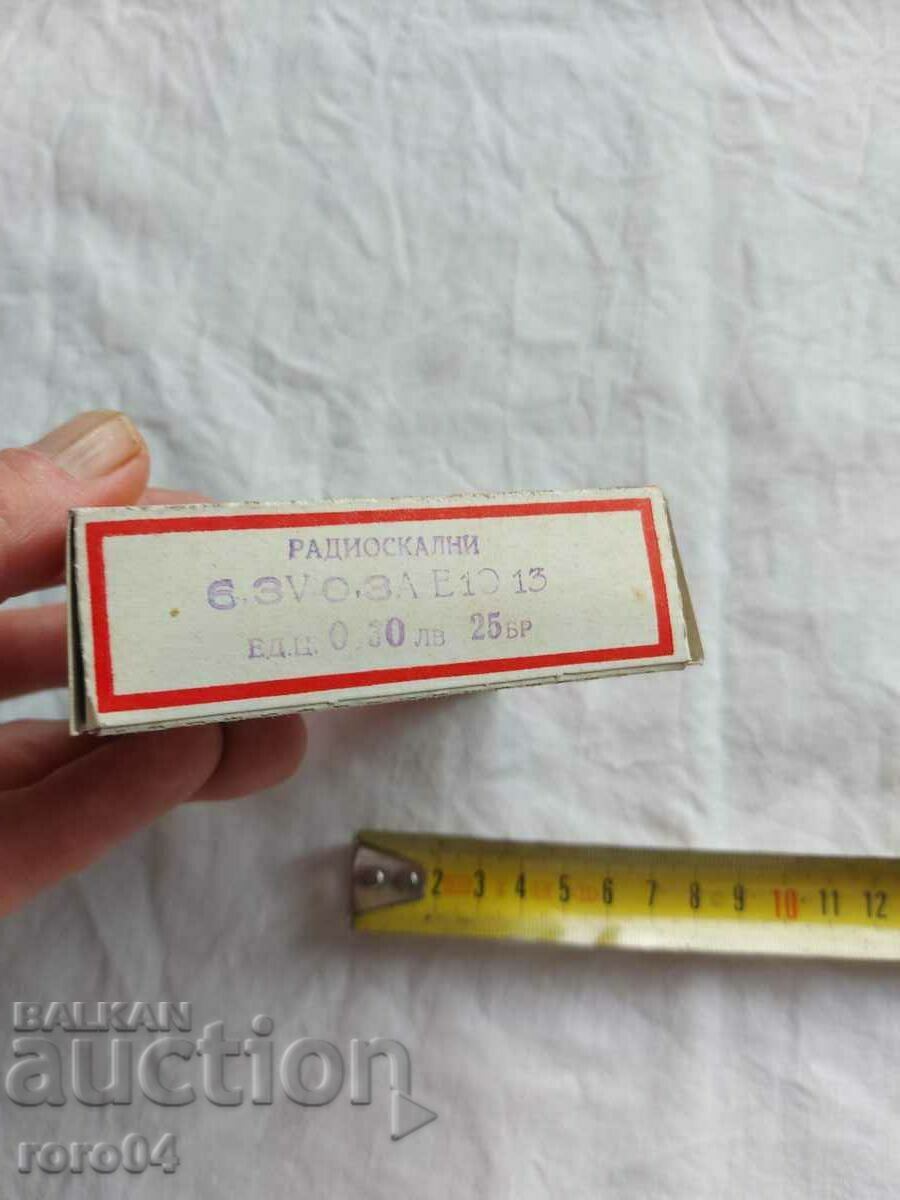 РАДИОСКАЛНИ
6.3V 0.3A E10 13
ЕД.Ц. 0.30 ЛВ 25 БР
2 3 4 5 6 7 8 9 10 11 12
BALKAN
auction
roro04